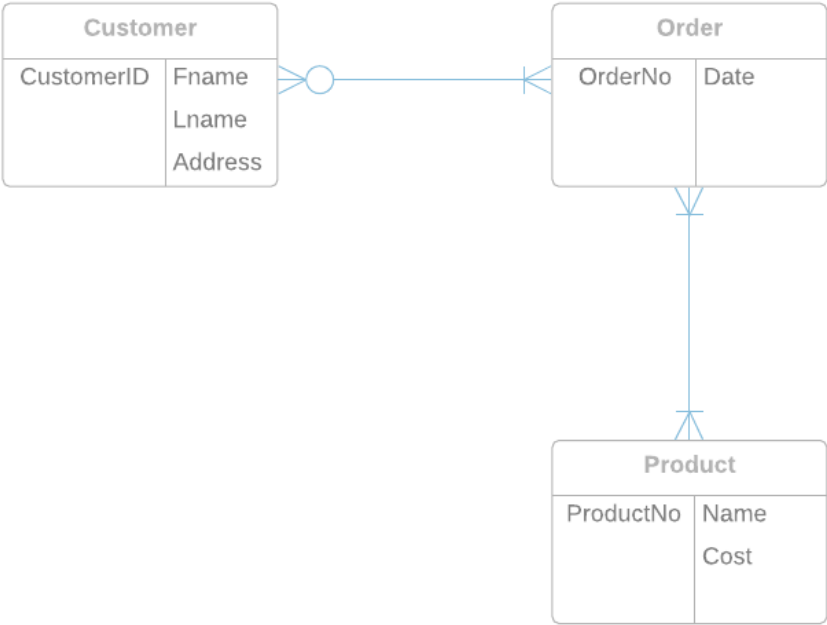 Customer
CustomerID Fname
Lname
Address
Order
OrderNo Date
Product
ProductNo Name
Cost